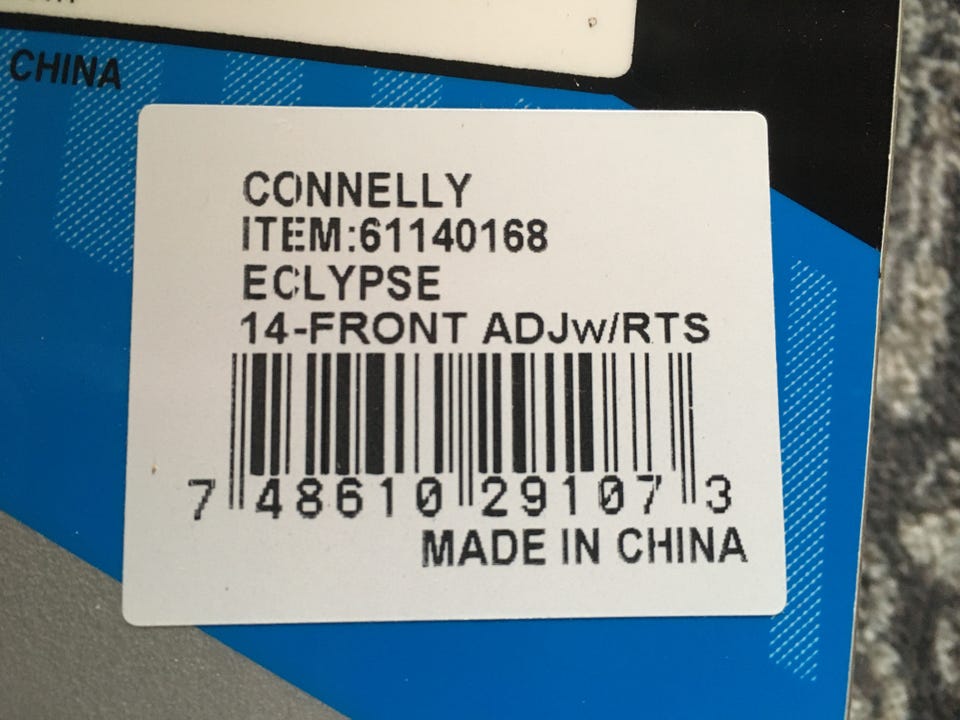 CHINA
CONNELLY
ITEM:61140168
ECLYPSE
14-FRONT ADJw/RTS
7 48610 29107 3
MADE IN CHINA